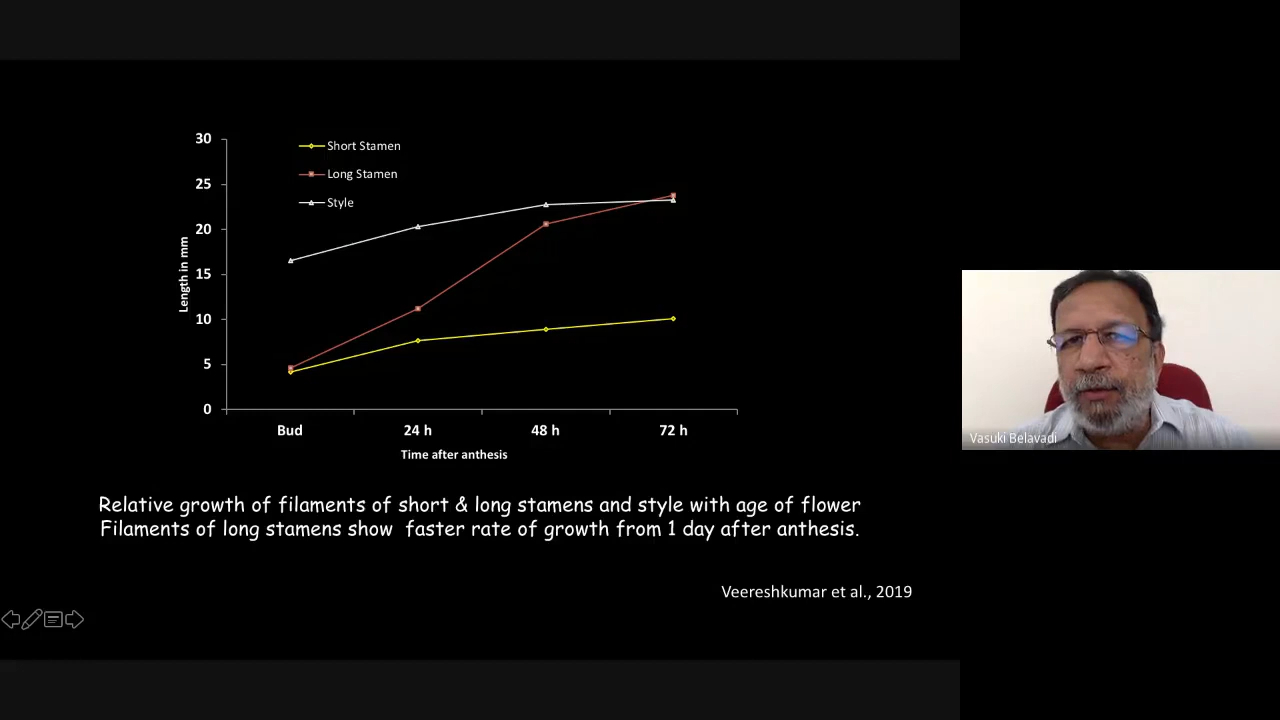 30
25
20
15
10
5
0
Length in mm
Short Stamen
Long Stamen
Style
Bud 24 h 48 h 72 h
Time after anthesis
Relative growth of filaments of short & long stamens and style with age of flower
Filaments of long stamens show faster rate of growth from 1 day after anthesis.
Veereshkumar et al., 2019
Vasuki Belavadi